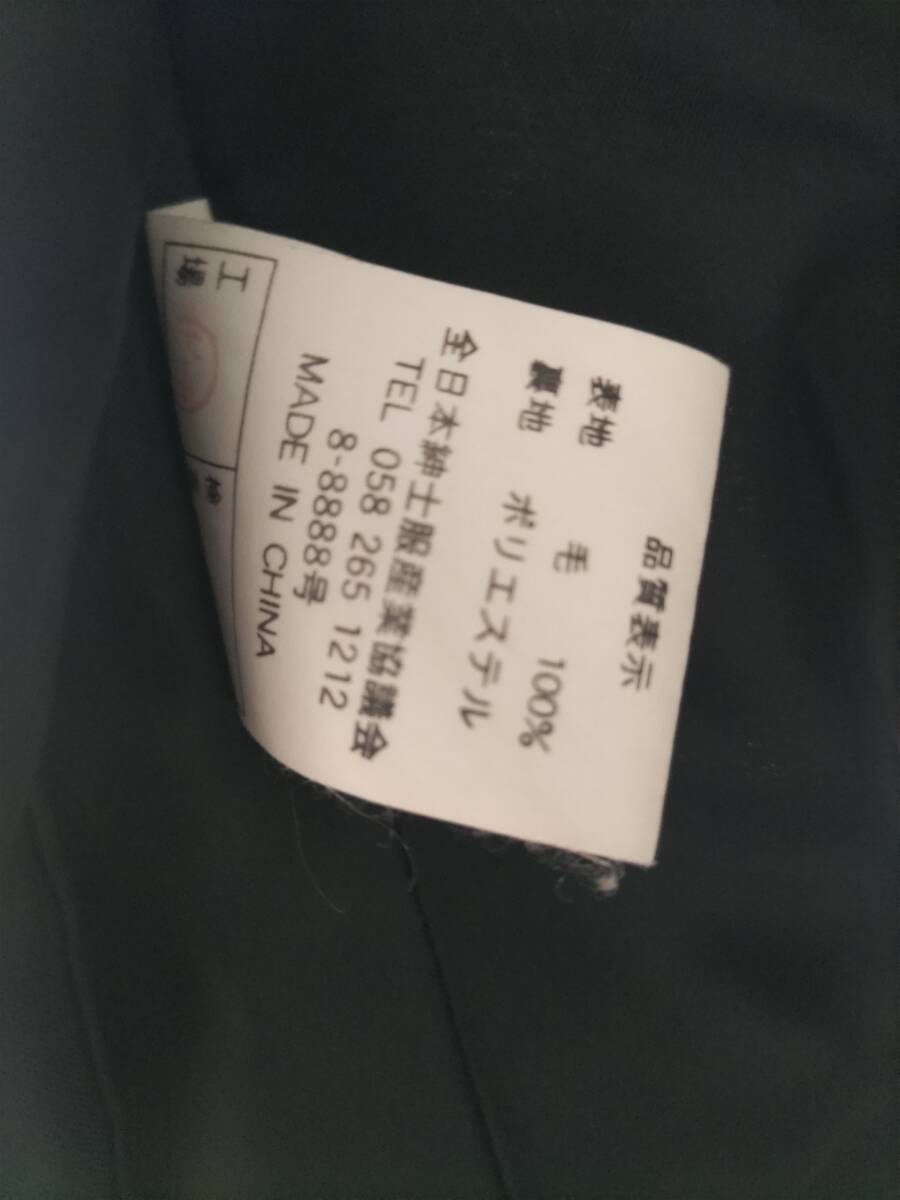 品質表示
表地 毛 100%
裏地 ポリエステル
全日本紳士服産業協議会
TEL 058 265 1212
8-8888号
MADE IN CHINA
工場
検